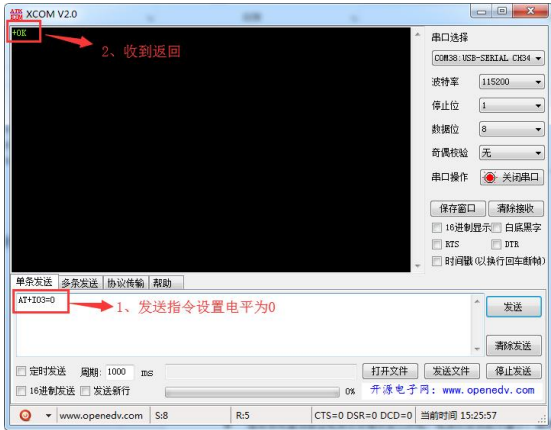 XCOM V2.0
+OK
2、收到返回
串口选择
COM38:USB-SERIAL CH34
波特率 115200
停止位 1
数据位 8
奇偶校验 无
串口操作 关闭串口
保存窗口 清除接收
16进制显示 白底黑字
RTS DTR
时间戳(以换行回车断帧)
单条发送 多条发送 协议传输 帮助
AT+IO3=0
1、发送指令设置电平为0
发送
清除发送
定时发送 周期: 1000 ms 打开文件 发送文件 停止发送
16进制发送 发送新行 0% 开源电子网：www.openedv.com
www.openedv.com S:8 R:5 CTS=0 DSR=0 DCD=0 当前时间 15:25:57